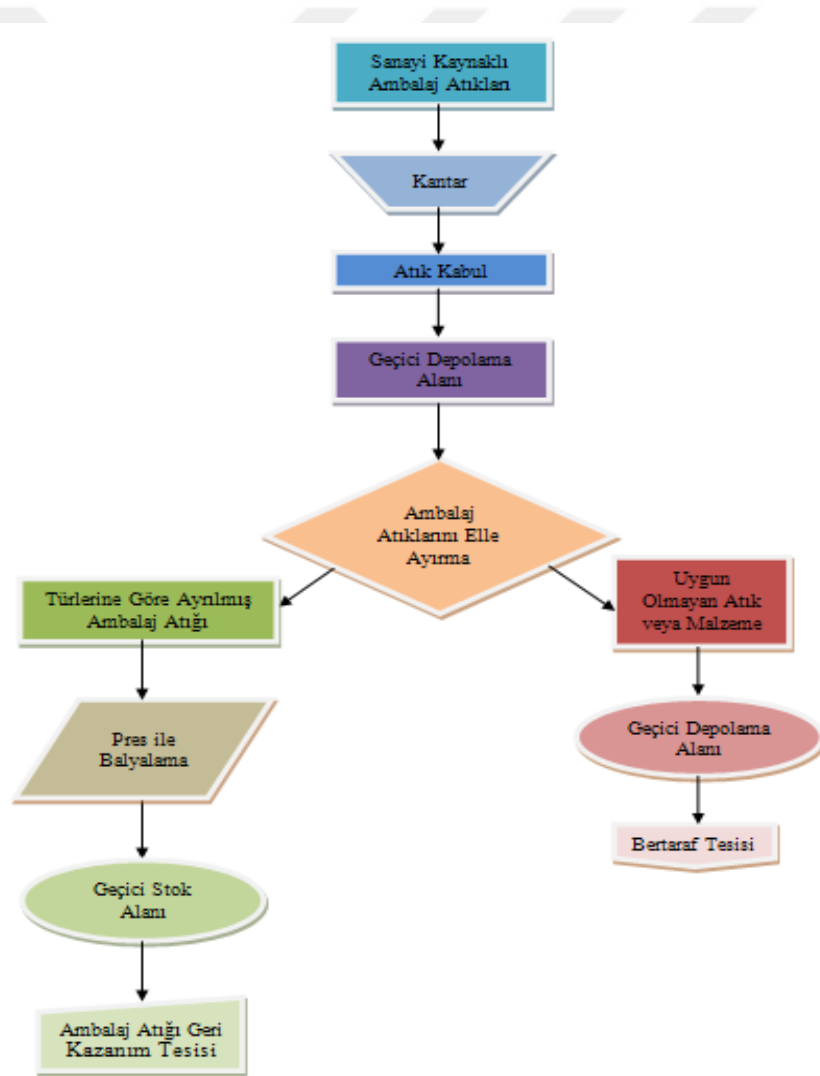 Sanayi Kaynaklı
Ambalaj Atıkları
Kantar
Atık Kabul
Geçici Depolama
Alanı
Ambalaj
Atıklarını Elle
Ayırma
Türlerine Göre Ayrılmış
Ambalaj Atığı
Uygun
Olmayan Atık
veya Malzeme
Pres ile
Balyalama
Geçici Depolama
Alanı
Bertaraf Tesisi
Geçici Stok
Alanı
Ambalaj Atığı Geri
Kazanım Tesisi